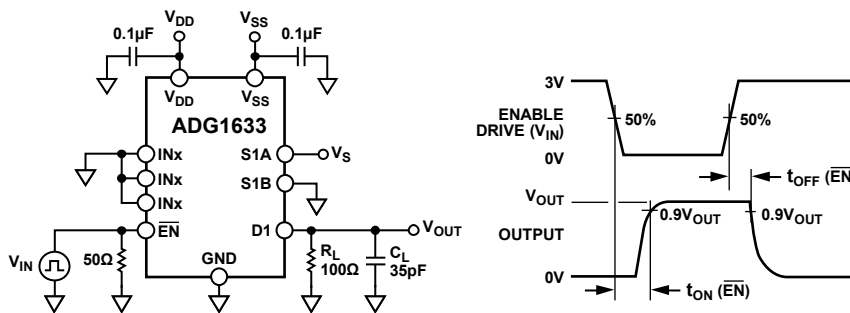 VDD VSS
0.1µF 0.1µF
VDD VSS
ADG1633
INx S1A VS
INx S1B
INx
EN D1 VOUT
VIN 50Ω GND RL 100Ω CL 35pF
3V
ENABLE DRIVE (VIN) 50% 50%
0V
tOFF (EN)
VOUT
0.9VOUT 0.9VOUT
OUTPUT
0V
tON (EN)